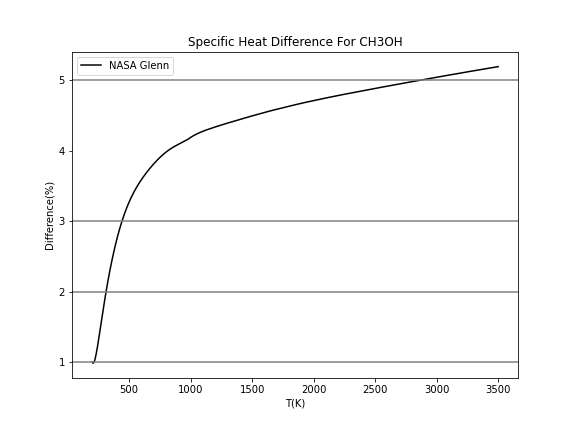 Specific Heat Difference For CH3OH
NASA Glenn
Difference(%)
5
4
3
2
1
500 1000 1500 2000 2500 3000 3500
T(K)